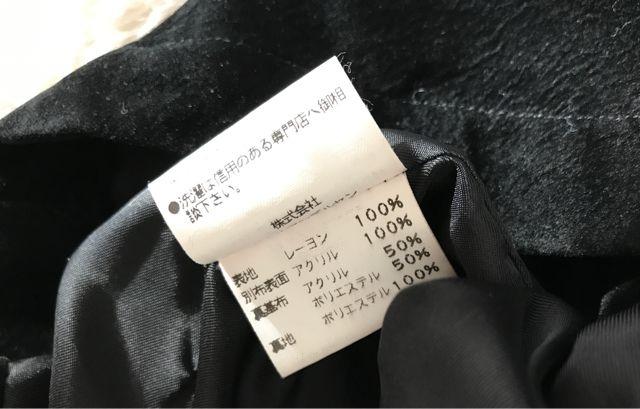 ●洗濯は信用のある専門店へ御相
談下さい。
株式会社
表地 レーヨン 100%
別布表面 アクリル 100%
裏基布 アクリル 50%
ポリエステル 50%
裏地 ポリエステル 100%